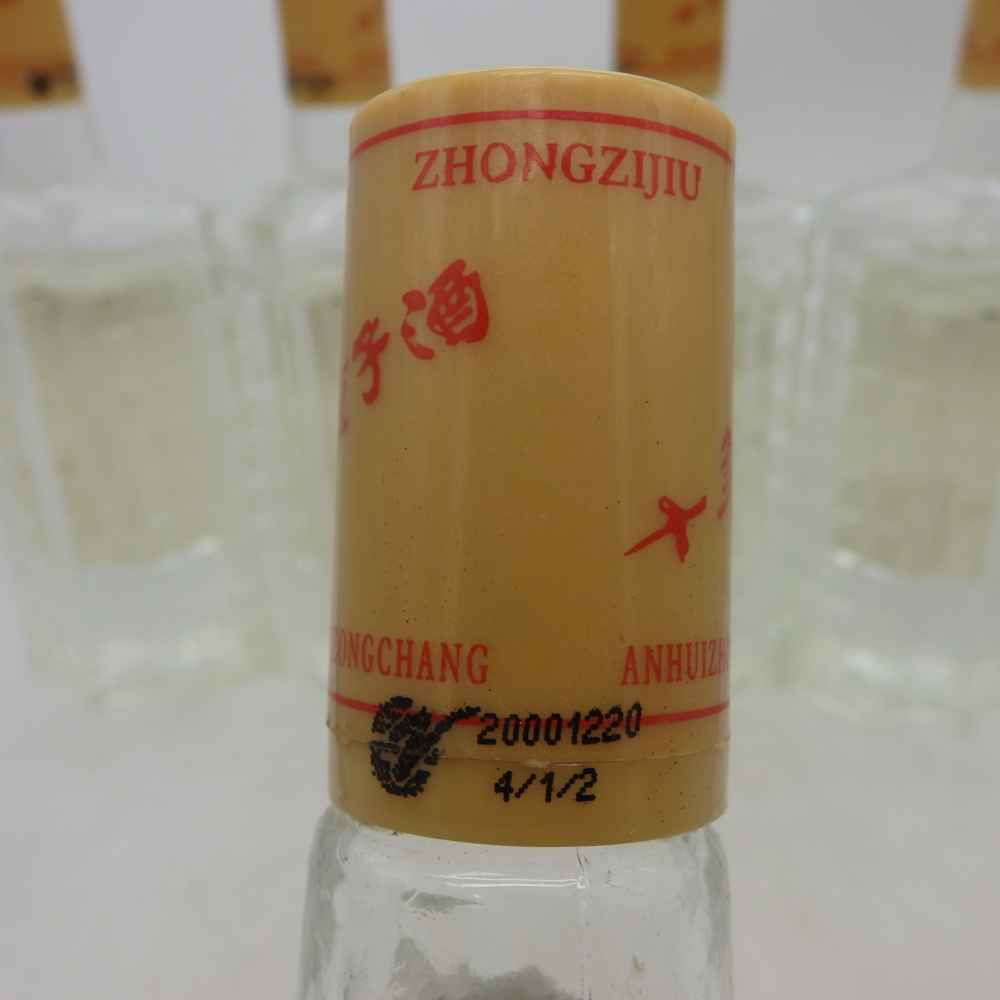 ZHONGZIJIU
子酒
ONGCHANG
ANHUIZH
20001220
4/1/2